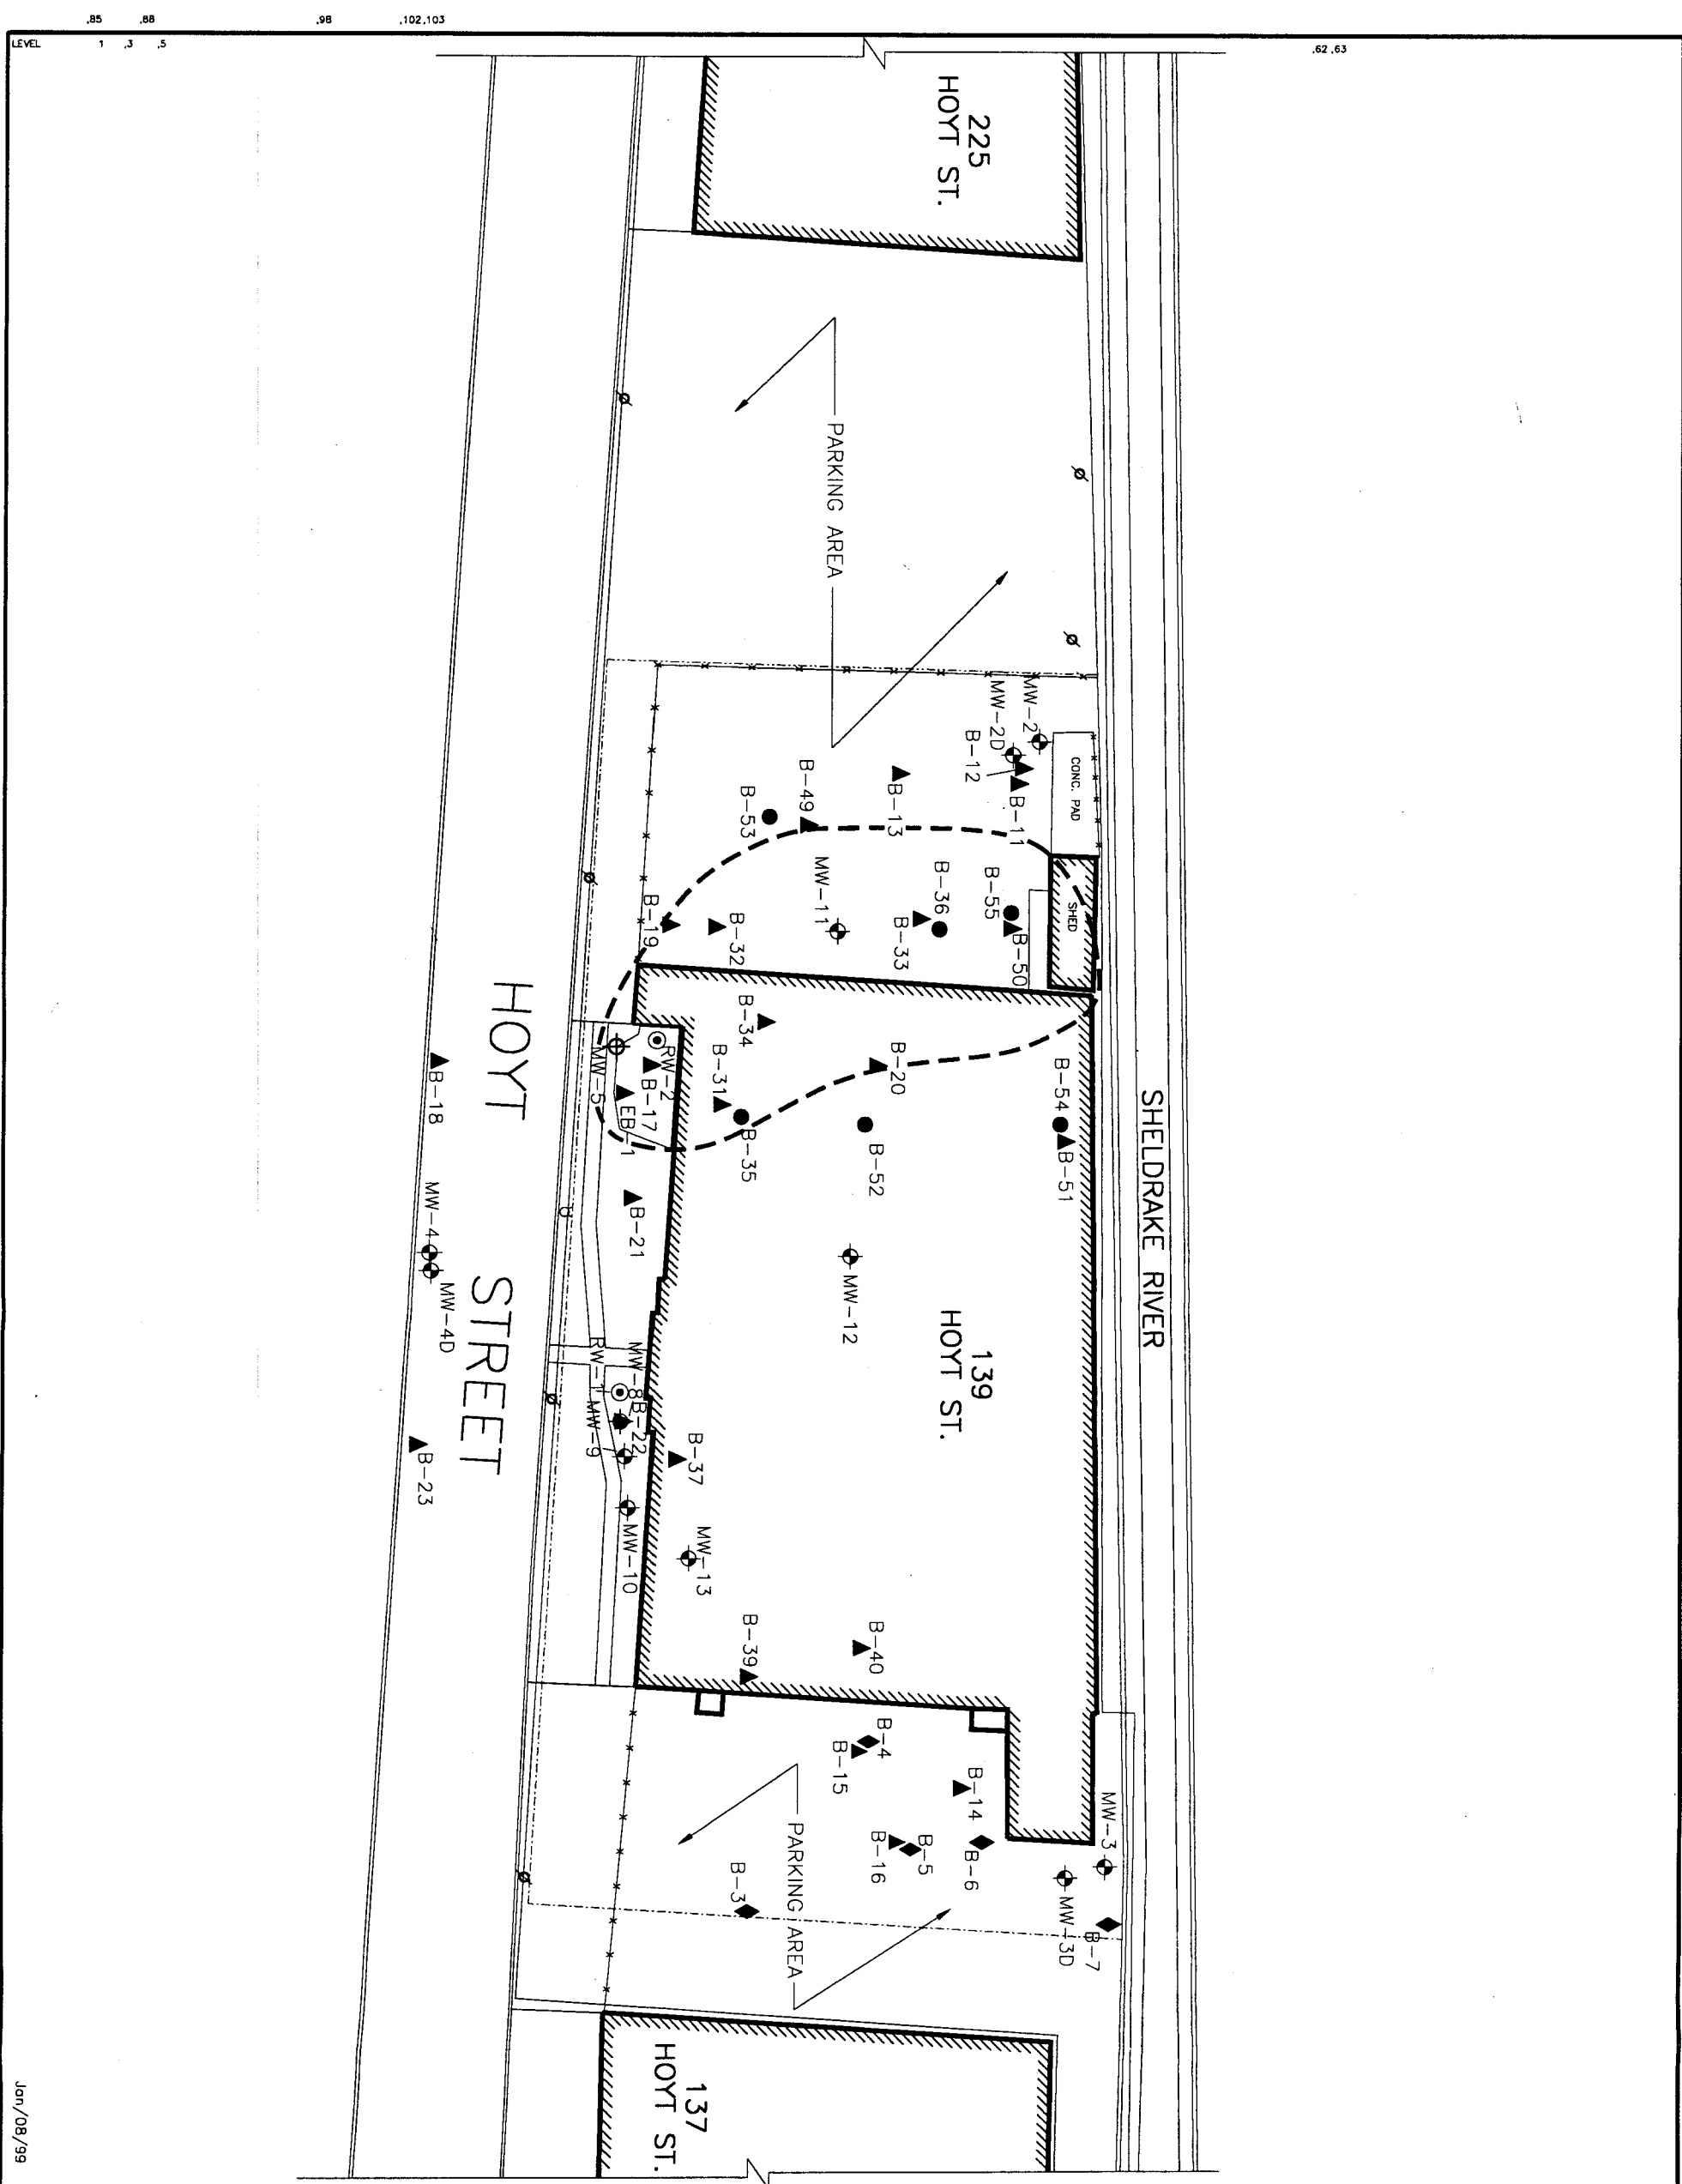 .85 .88 .98 .102,103
LEVEL 1 .3 .5 .62,63
225
HOYT ST.
PARKING AREA
MW-2
MW-2D
B-12
B-11
CONC. PAD
B-13
B-49
B-53
MW-11
B-36
B-33
B-55
B-50
SHED
B-19
B-32
B-34
B-20
B-31
B-35
B-52
B-54
B-51
SHELDRAKE RIVER
RW-2
B-17
MW-5
EB-1
B-21
MW-12
139
HOYT ST.
HOYT STREET
B-18
MW-4
MW-4D
B-23
RW-1
MW-8
B-22
MW-9
MW-10
B-37
MW-13
B-39
B-40
B-4
B-15
B-14
B-16
B-5
B-6
B-3
MW-3
MW-3D
B-7
PARKING AREA
137
HOYT ST.
Jan/08/99